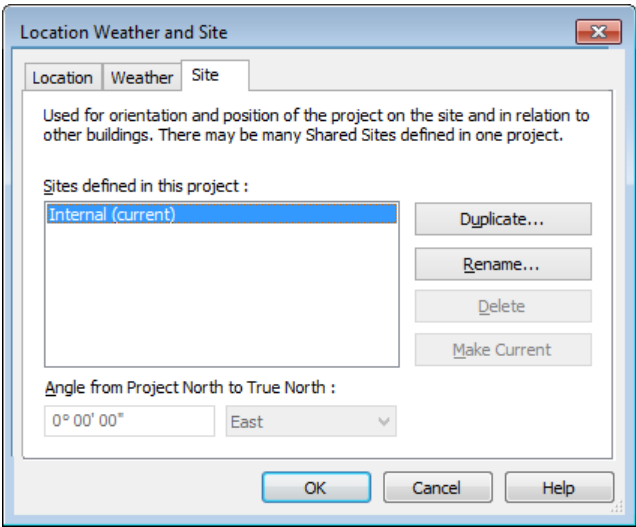 Location Weather and Site
Location Weather Site
Used for orientation and position of the project on the site and in relation to
other buildings. There may be many Shared Sites defined in one project.
Sites defined in this project :
Internal (current)
Duplicate...
Rename...
Delete
Make Current
Angle from Project North to True North :
0° 00' 00" East
OK Cancel Help